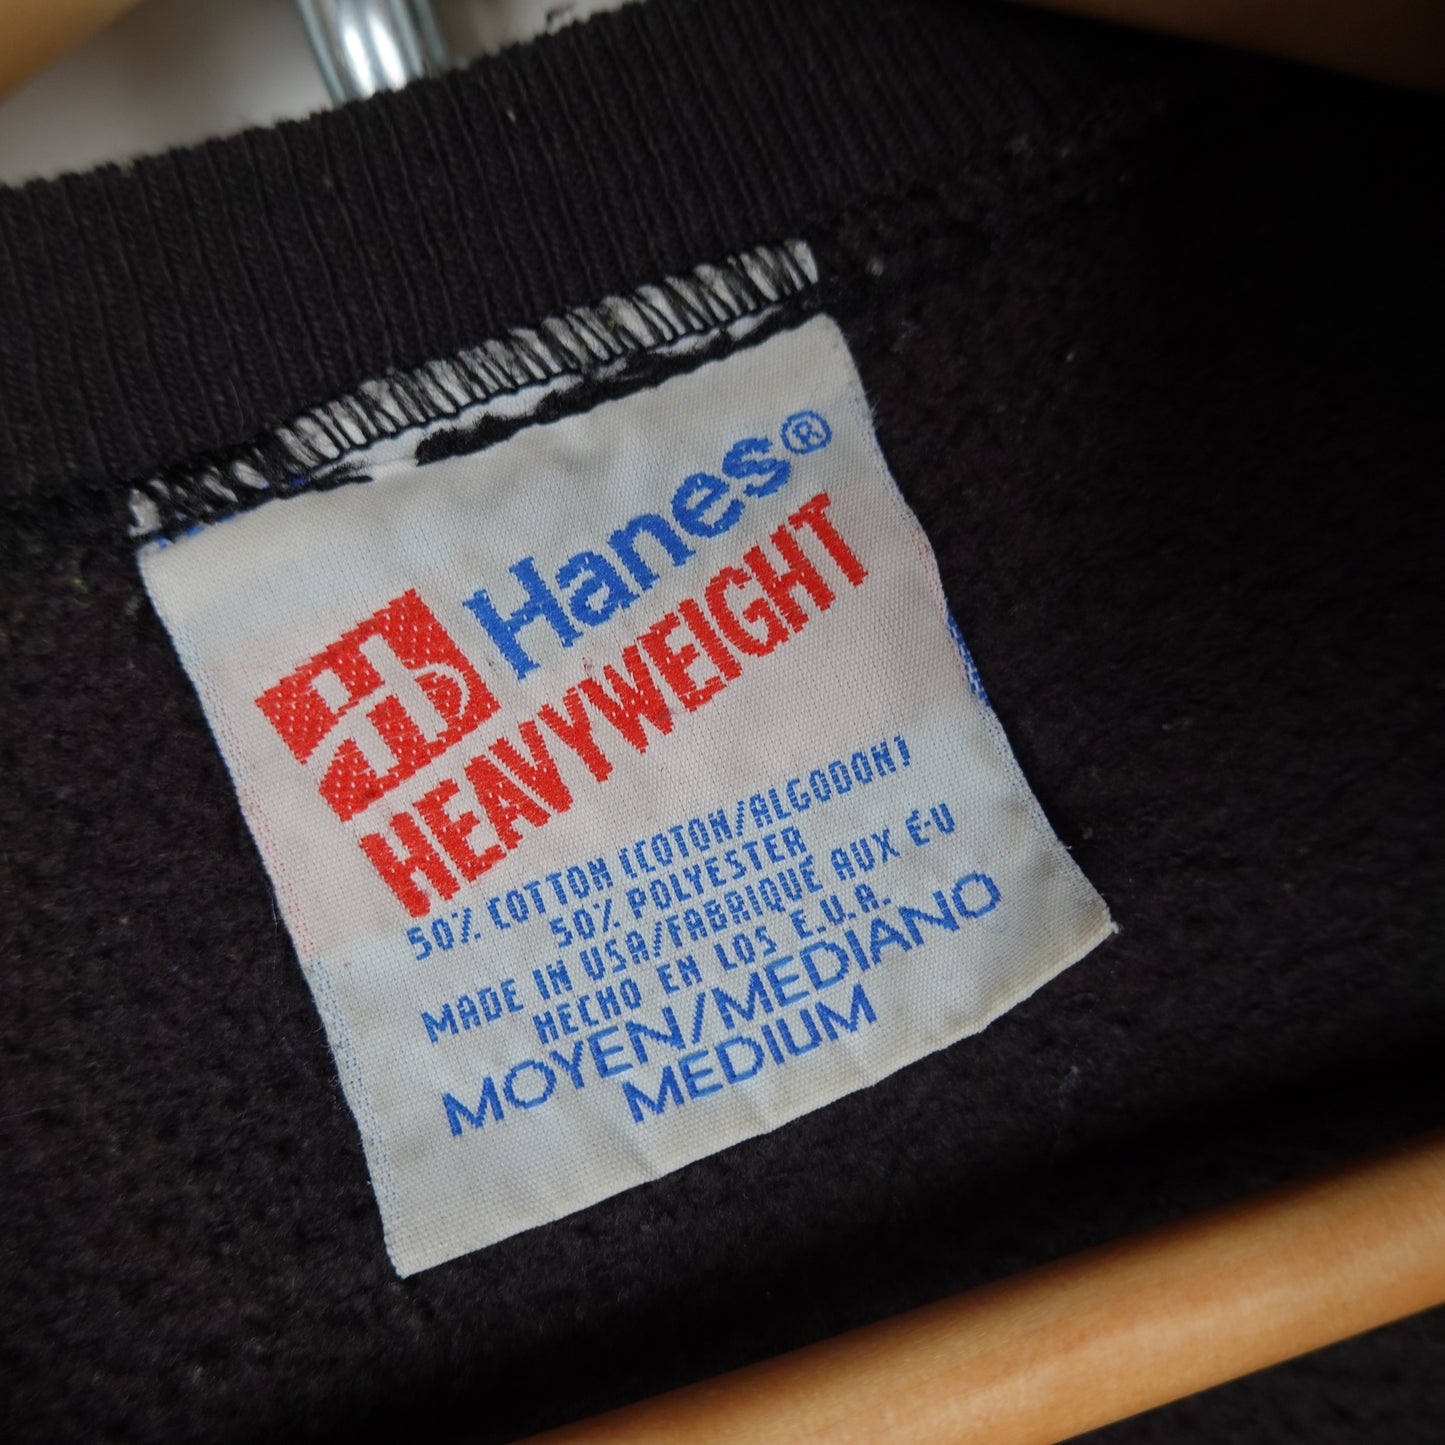 Hanes®
HEAVYWEIGHT
50% COTTON (COTON/ALGODON)
50% POLYESTER
MADE IN USA/FABRIQUÉ AUX É-U
HECHO EN LOS E.U.A.
MOYEN/MEDIANO
MEDIUM